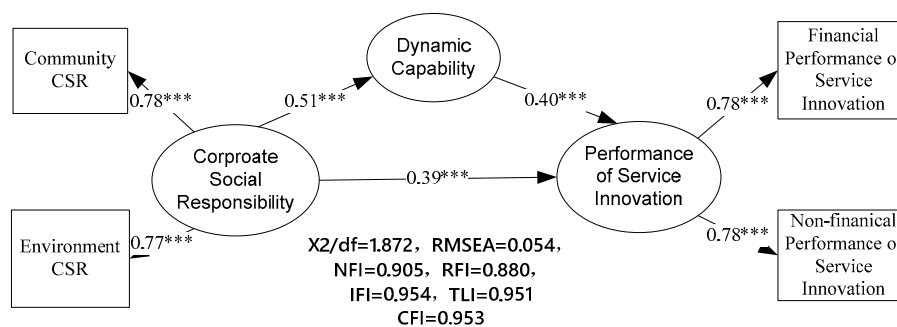 Community
CSR
0.78***
Dynamic
Capability
0.51***
0.40***
Financial
Performance of
Service
Innovation
0.78***
Corproate
Social
Responsibility
0.39***
Performance
of Service
Innovation
Environment
CSR
0.77***
X2/df=1.872, RMSEA=0.054,
NFI=0.905, RFI=0.880,
IFI=0.954, TLI=0.951
CFI=0.953
0.78***
Non-finanical
Performance of
Service
Innovation